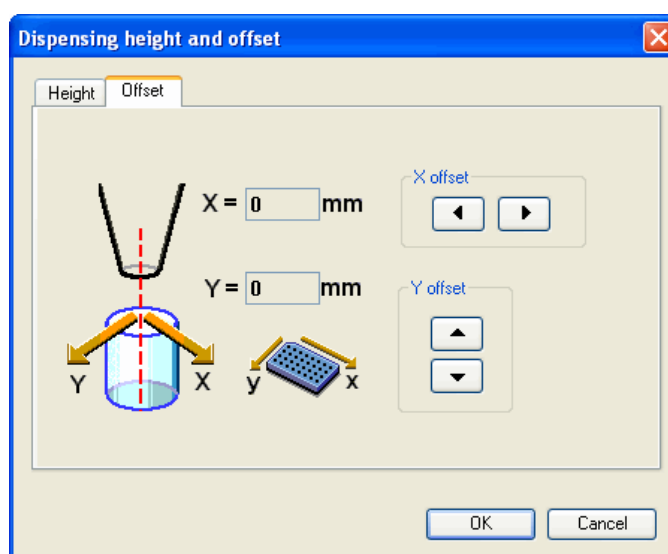 Dispensing height and offset
Height Offset
X = 0 mm
X offset
Y = 0 mm
Y offset
Y X
y x
OK Cancel